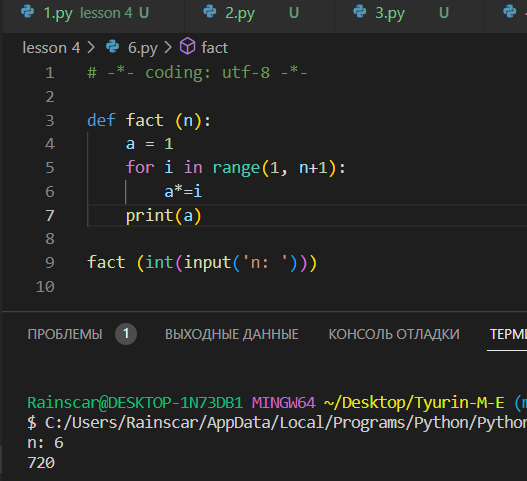 1.py lesson 4 U 2.py U 3.py U
lesson 4 > 6.py > fact
1 # -*- coding: utf-8 -*-
2
3 def fact (n):
4 a = 1
5 for i in range(1, n+1):
6 a*=i
7 print(a)
8
9 fact (int(input('n: ')))
10
ПРОБЛЕМЫ 1 ВЫХОДНЫЕ ДАННЫЕ КОНСОЛЬ ОТЛАДКИ ТЕРМ
Rainscar@DESKTOP-1N73DB1 MINGW64 ~/Desktop/Tyurin-M-E (m
$ C:/Users/Rainscar/AppData/Local/Programs/Python/Python
n: 6
720